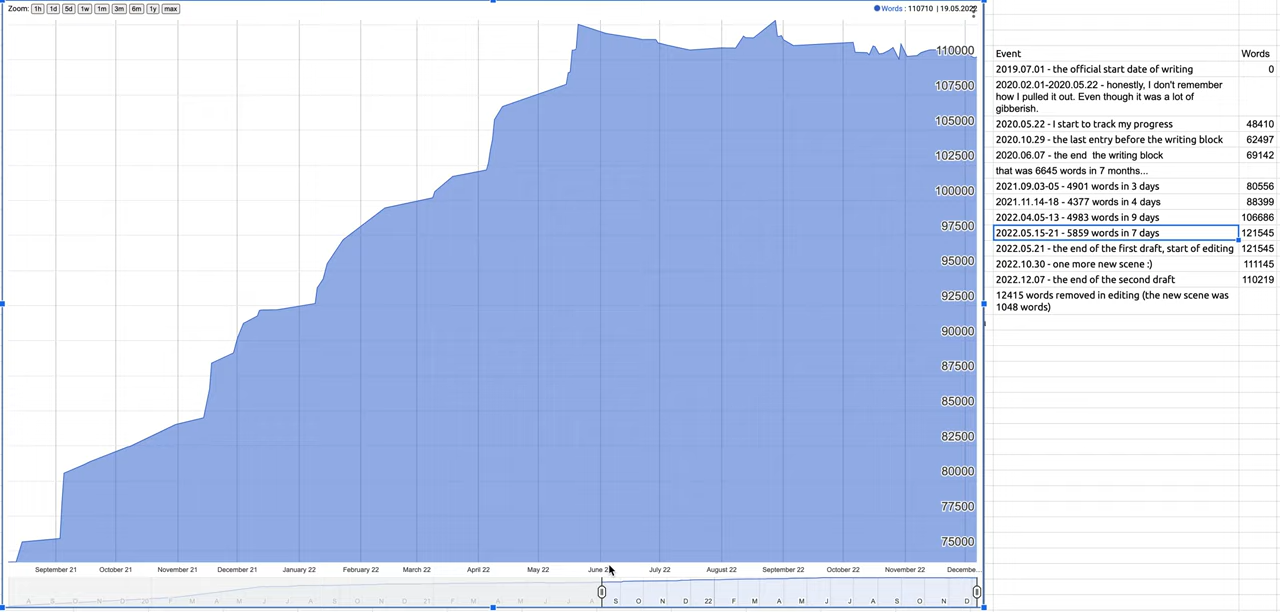 Zoom: 1h 1d 5d 1w 1m 3m 6m 1y max
Words : 110710 | 19.05.2022
110000
107500
105000
102500
100000
97500
95000
92500
90000
87500
85000
82500
80000
77500
75000
September 21 October 21 November 21 December 21 January 22 February 22 March 22 April 22 May 22 June 22 July 22 August 22 September 22 October 22 November 22 Decembe...
A S O N D 20 F M A M J J A S O N D 21 F M A M J J A S O N D 22 F M A M J J A S O N D
Event Words
2019.07.01 - the official start date of writing 0
2020.02.01-2020.05.22 - honestly, I don't remember
how I pulled it out. Even though it was a lot of
gibberish.
2020.05.22 - I start to track my progress 48410
2020.10.29 - the last entry before the writing block 62497
2020.06.07 - the end the writing block 69142
that was 6645 words in 7 months...
2021.09.03-05 - 4901 words in 3 days 80556
2021.11.14-18 - 4377 words in 4 days 88399
2022.04.05-13 - 4983 words in 9 days 106686
2022.05.15-21 - 5859 words in 7 days 121545
2022.05.21 - the end of the first draft, start of editing 121545
2022.10.30 - one more new scene :) 111145
2022.12.07 - the end of the second draft 110219
12415 words removed in editing (the new scene was
1048 words)